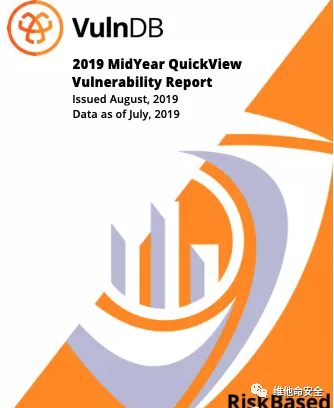 VulnDB
2019 MidYear QuickView
Vulnerability Report
Issued August, 2019
Data as of July, 2019
维他命安全
RiskBased